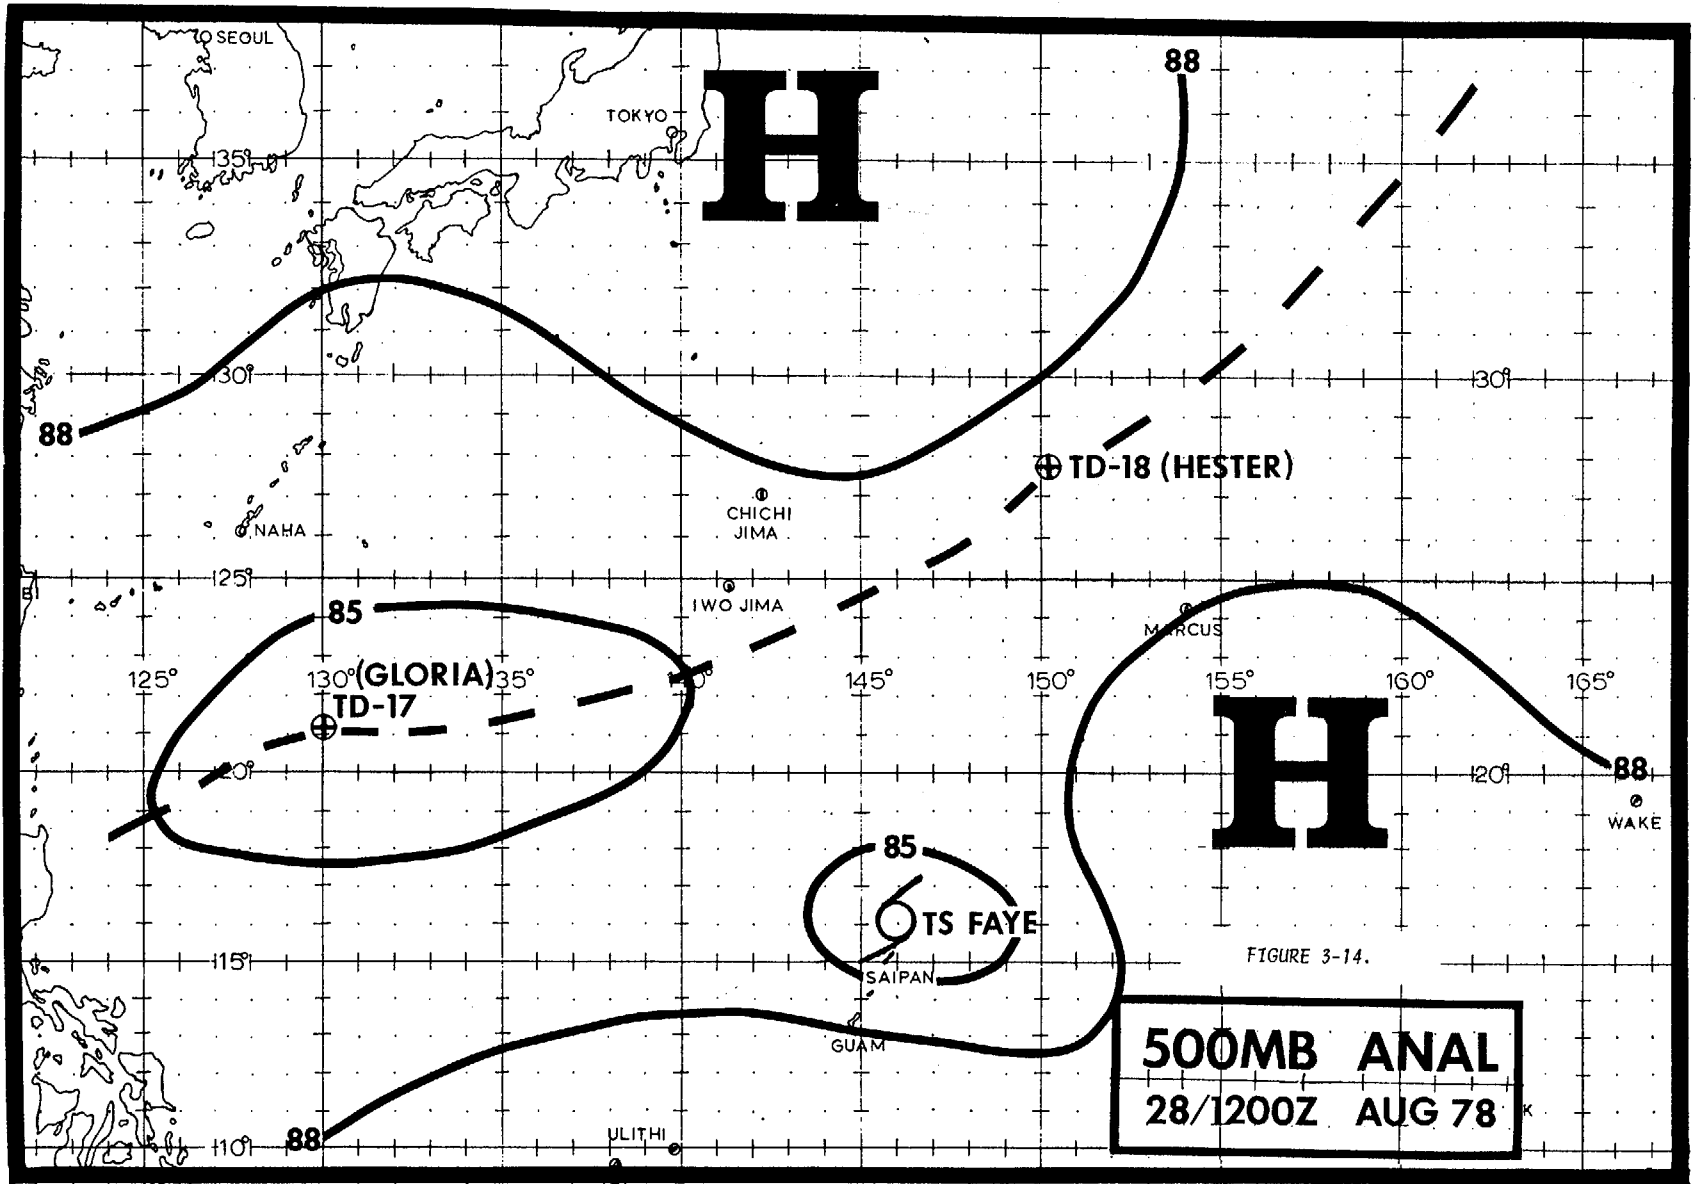 SEOUL
88
TOKYO
35°
30°
30°
88
TD-18 (HESTER)
CHICHI
JIMA
NAHA
25°
IWO JIMA
85
MARCUS
125°
130°
(GLORIA)
135°
145°
150°
155°
160°
165°
TD-17
20°
20°
88
WAKE
85
TS FAYE
15°
SAIPAN
FIGURE 3-14.
GUAM
500MB ANAL
28/1200Z AUG 78
K
88
ULITHI
10°
H
H